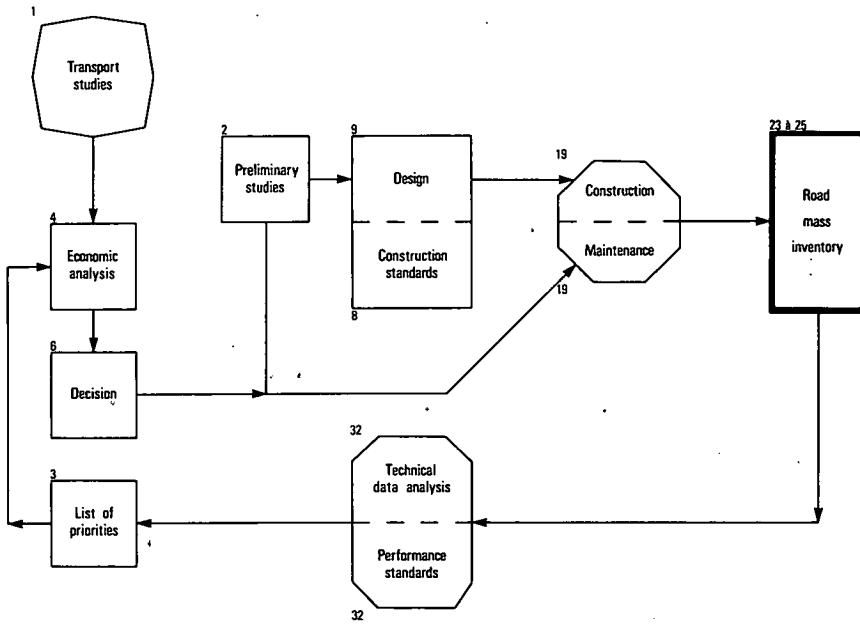 1
Transport
studies
2
Preliminary
studies
9
Design
Construction
standards
8
19
Construction
Maintenance
19
23 à 25
Road
mass
inventory
4
Economic
analysis
6
Decision
3
List of
priorities
32
Technical
data analysis
Performance
standards
32